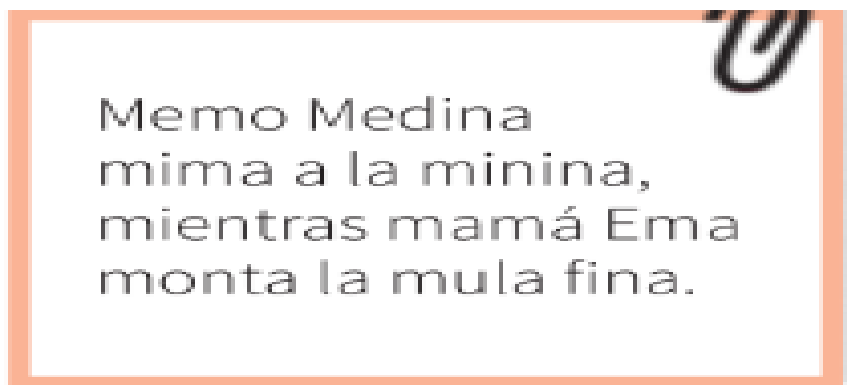 Memo Medina
mima a la minina,
mientras mamá Ema
monta la mula fina.